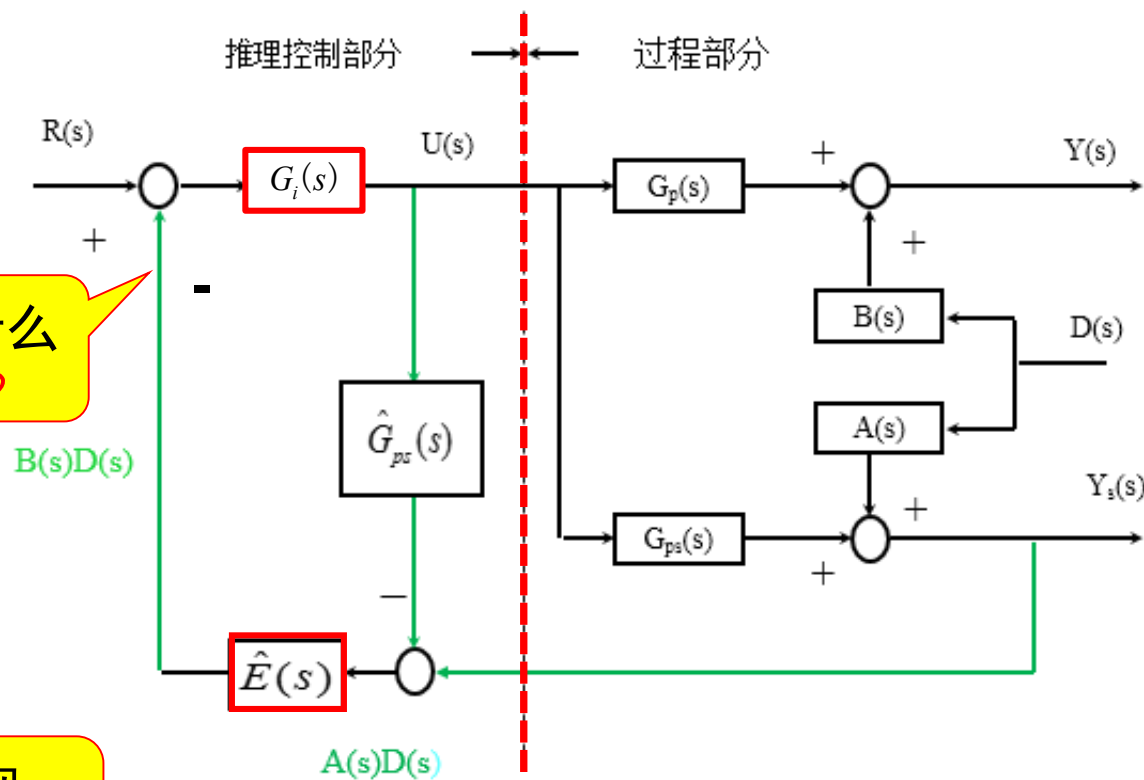 推理控制部分
过程部分
R(s)
U(s)
Y(s)
G_i(s)
G_p(s)
+
+
+
-
么
B(s)
D(s)
?
Ĝ_ps(s)
A(s)
B(s)D(s)
Y_s(s)
+
G_ps(s)
+
−
Ê(s)
A(s)D(s)